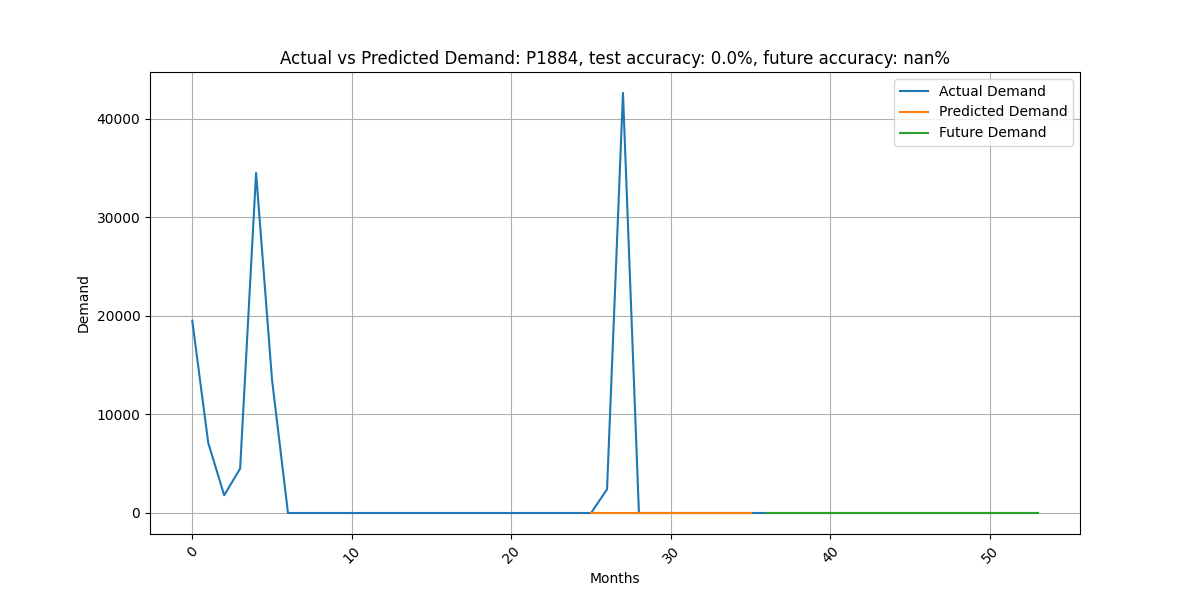 Actual vs Predicted Demand: P1884, test accuracy: 0.0%, future accuracy: nan%
Actual Demand
Predicted Demand
Future Demand
40000
30000
20000
10000
0
Demand
0
10
20
30
40
50
Months